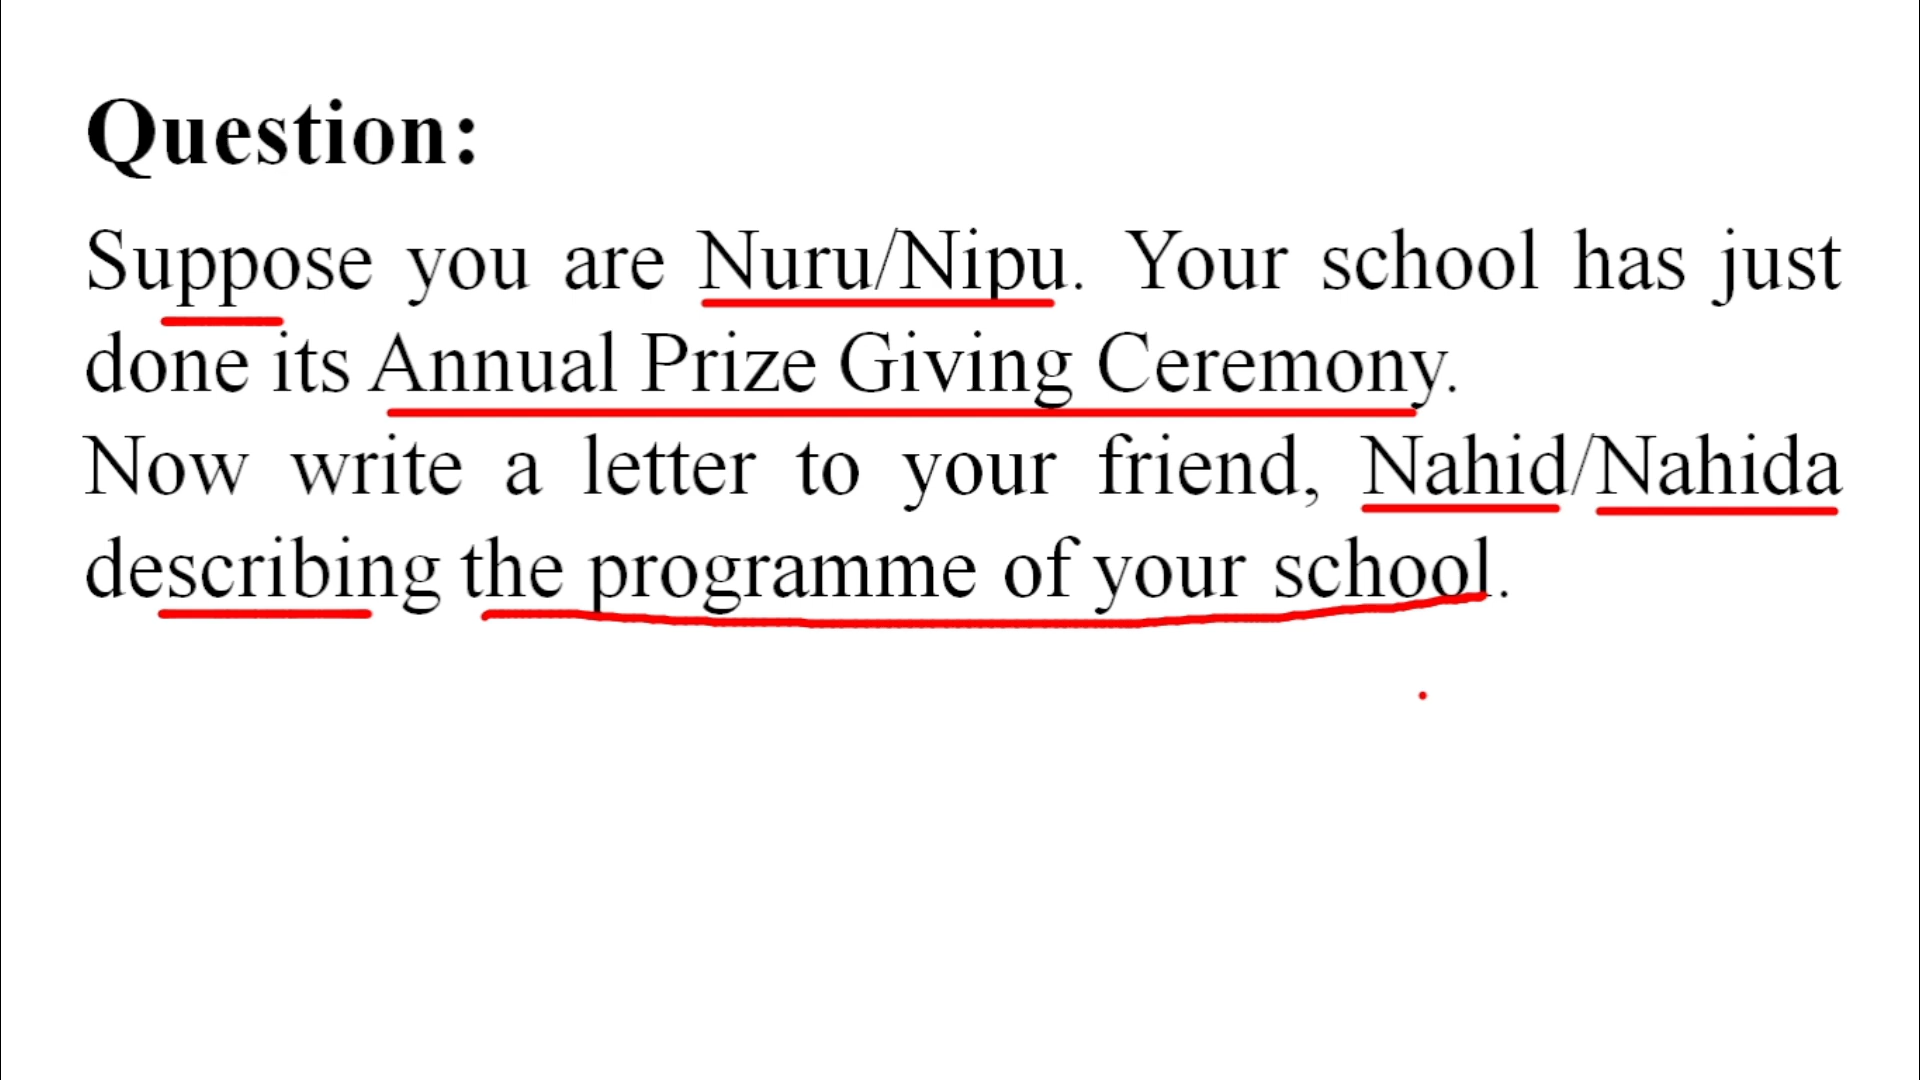 Question:
Suppose you are Nuru/Nipu. Your school has just
done its Annual Prize Giving Ceremony.
Now write a letter to your friend, Nahid/Nahida
describing the programme of your school.